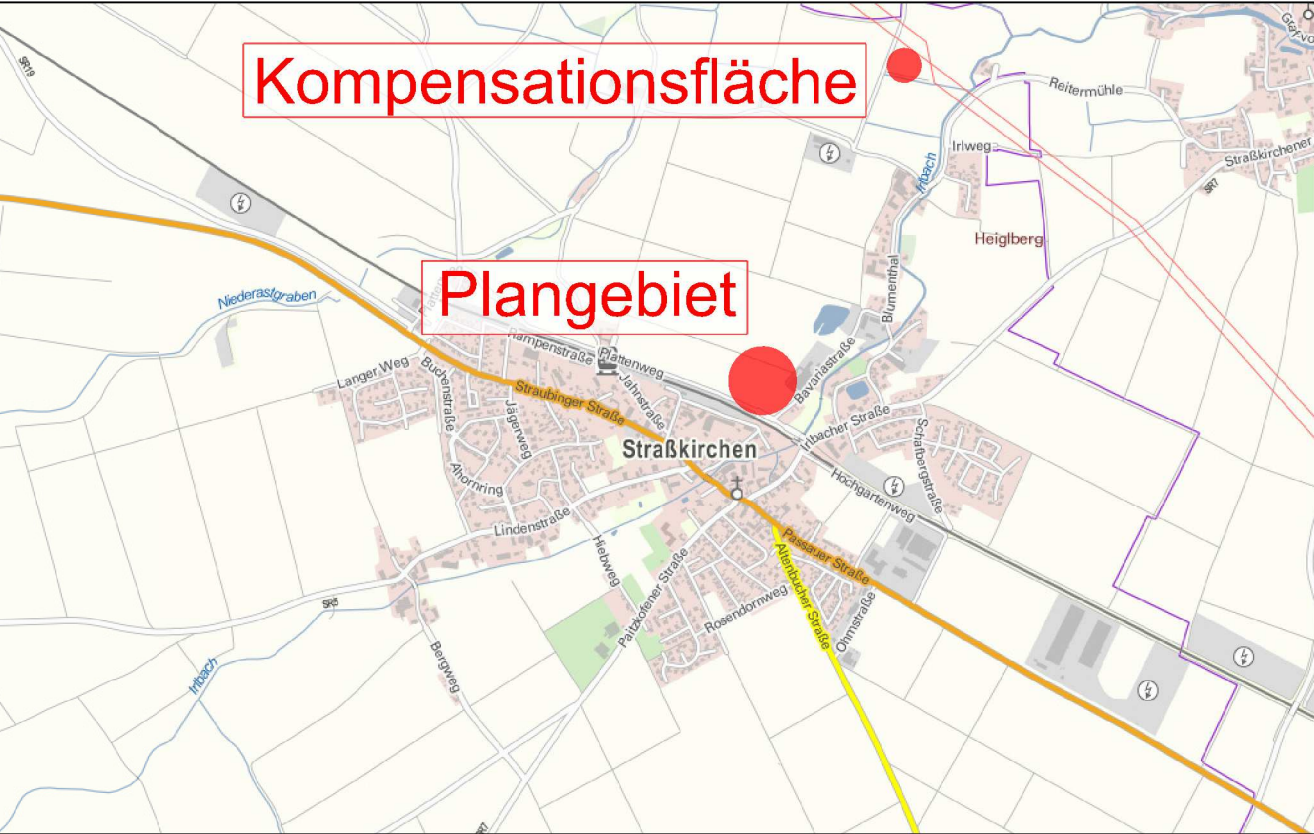 SR19
Kompensationsfläche
Reitermühle
Irlweg
Straßkirchener
SR7
Irlbach
Heiglberg
Blumenthal
Plangebiet
Niederastgraben
Rampenstraße
Plattenweg
Jahnstraße
Langer Weg
Buchenstraße
Straubinger Straße
Jägerweg
Bavariastraße
Irlbacher Straße
Schafbergstraße
Straßkirchen
Ahornring
Hochgartenweg
Lindenstraße
Passauer Straße
Hiebweg
Altenbucher Straße
Paitzkofener Straße
Rosendornweg
Ohmstraße
SR5
Bergweg
Irlbach
SR7